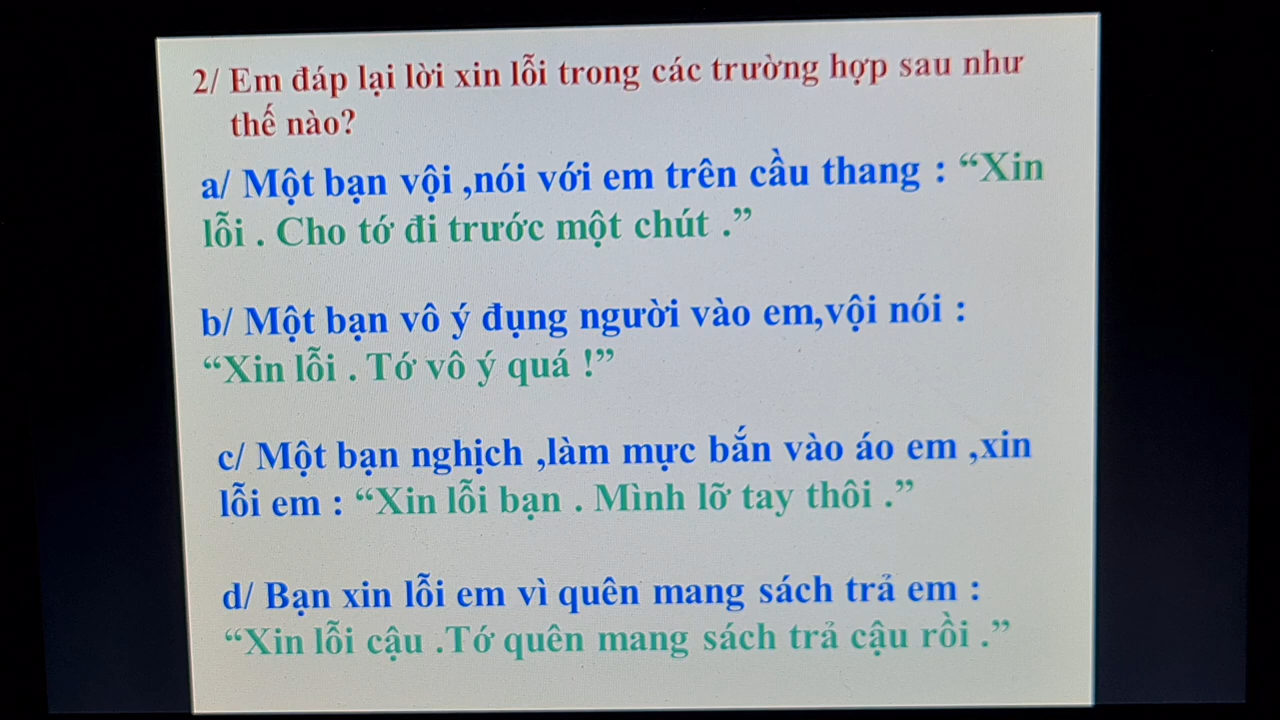 2/ Em đáp lại lời xin lỗi trong các trường hợp sau như
thế nào?
a/ Một bạn vội ,nói với em trên cầu thang : “Xin
lỗi . Cho tớ đi trước một chút .”
b/ Một bạn vô ý đụng người vào em,vội nói :
“Xin lỗi . Tớ vô ý quá !”
c/ Một bạn nghịch ,làm mực bắn vào áo em ,xin
lỗi em : “Xin lỗi bạn . Mình lỡ tay thôi .”
d/ Bạn xin lỗi em vì quên mang sách trả em :
“Xin lỗi cậu .Tớ quên mang sách trả cậu rồi .”